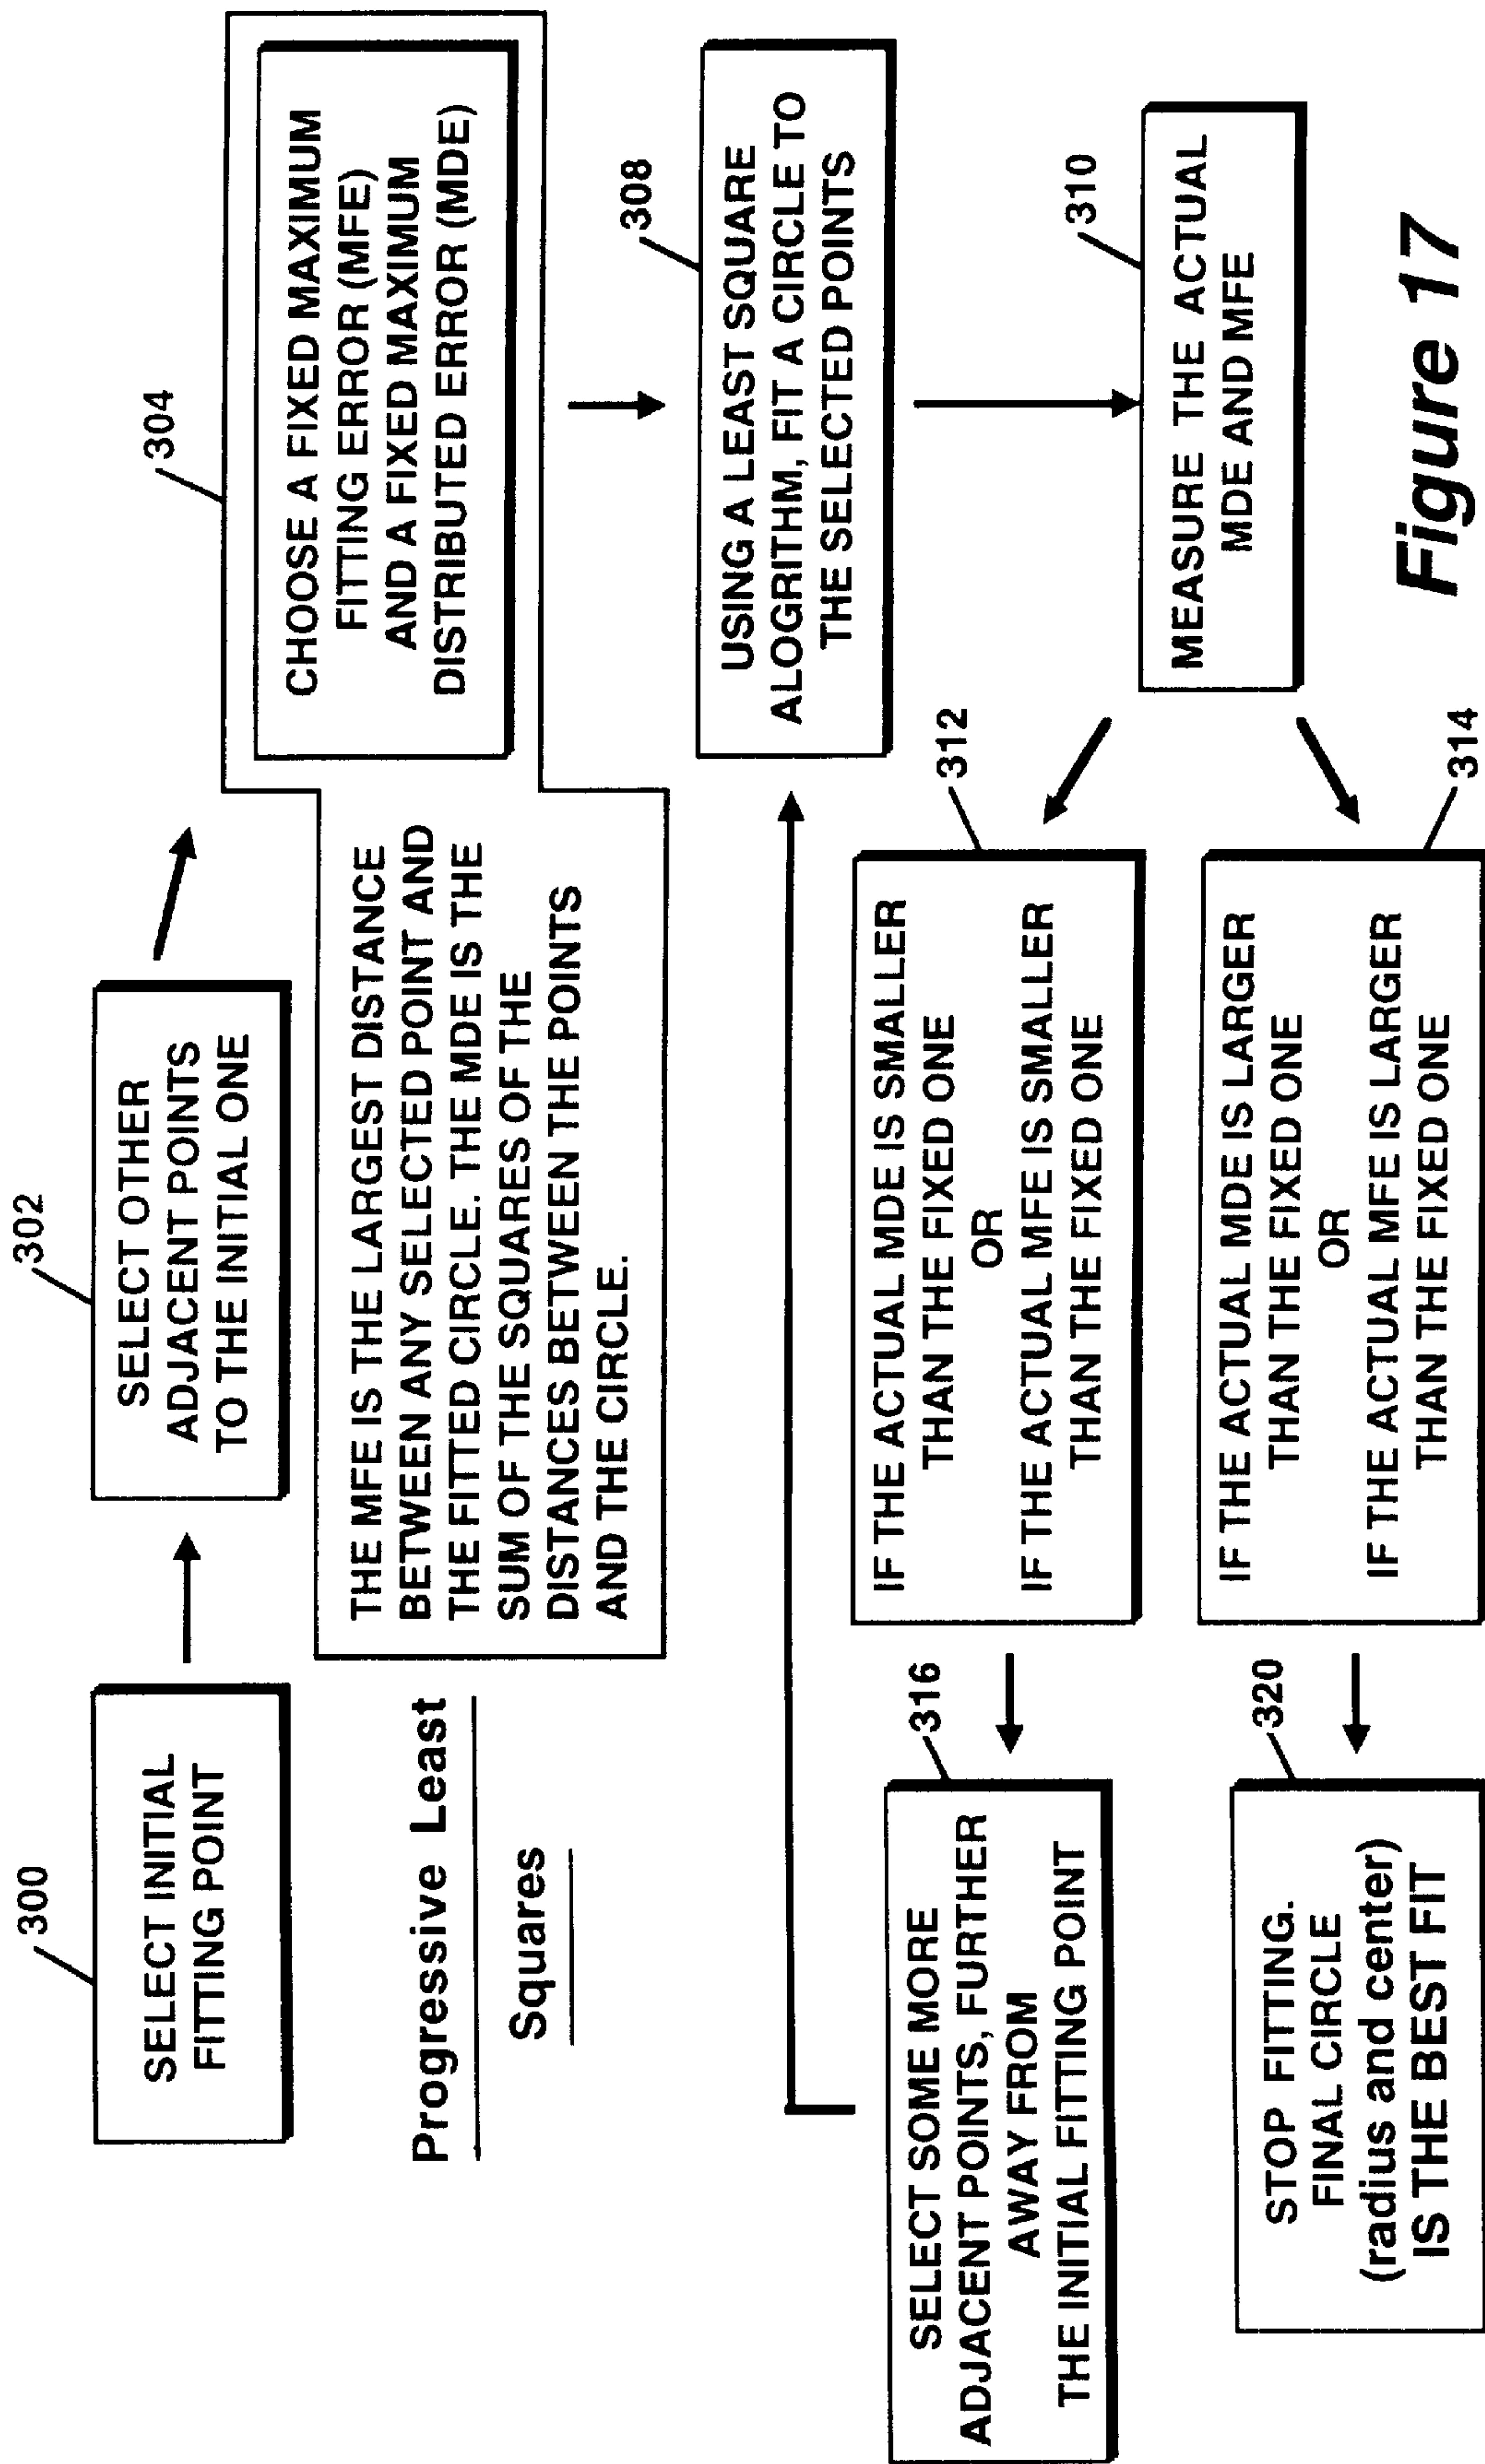 300
SELECT INITIAL
FITTING POINT
302
SELECT OTHER
ADJACENT POINTS
TO THE INITIAL ONE
304
CHOOSE A FIXED MAXIMUM
FITTING ERROR (MFE)
AND A FIXED MAXIMUM
DISTRIBUTED ERROR (MDE)
THE MFE IS THE LARGEST DISTANCE
BETWEEN ANY SELECTED POINT AND
THE FITTED CIRCLE. THE MDE IS THE
SUM OF THE SQUARES OF THE
DISTANCES BETWEEN THE POINTS
AND THE CIRCLE.
Progressive Least
Squares
308
USING A LEAST SQUARE
ALOGRITHM, FIT A CIRCLE TO
THE SELECTED POINTS
310
MEASURE THE ACTUAL
MDE AND MFE
312
IF THE ACTUAL MDE IS SMALLER
THAN THE FIXED ONE
OR
IF THE ACTUAL MFE IS SMALLER
THAN THE FIXED ONE
314
IF THE ACTUAL MDE IS LARGER
THAN THE FIXED ONE
OR
IF THE ACTUAL MFE IS LARGER
THAN THE FIXED ONE
316
SELECT SOME MORE
ADJACENT POINTS, FURTHER
AWAY FROM
THE INITIAL FITTING POINT
320
STOP FITTING.
FINAL CIRCLE
(radius and center)
IS THE BEST FIT
Figure 17